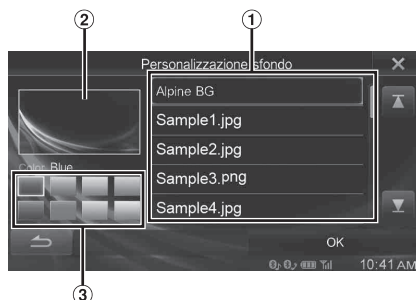 ①
②
Personalizzazione sfondo
Alpine BG
Sample1.jpg
Sample2.jpg
Sample3.png
Sample4.jpg
Color: Blue
OK
10:41 AM
③